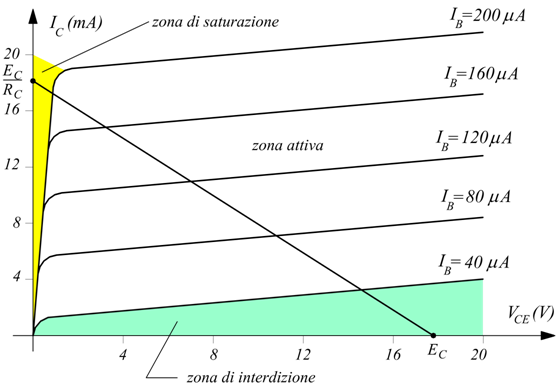 I_C (mA)
zona di saturazione
I_B=200 μA
20
E_C
R_C
I_B=160 μA
16
zona attiva
I_B=120 μA
12
I_B=80 μA
8
I_B=40 μA
4
V_CE (V)
4
8
12
16
E_C
20
zona di interdizione